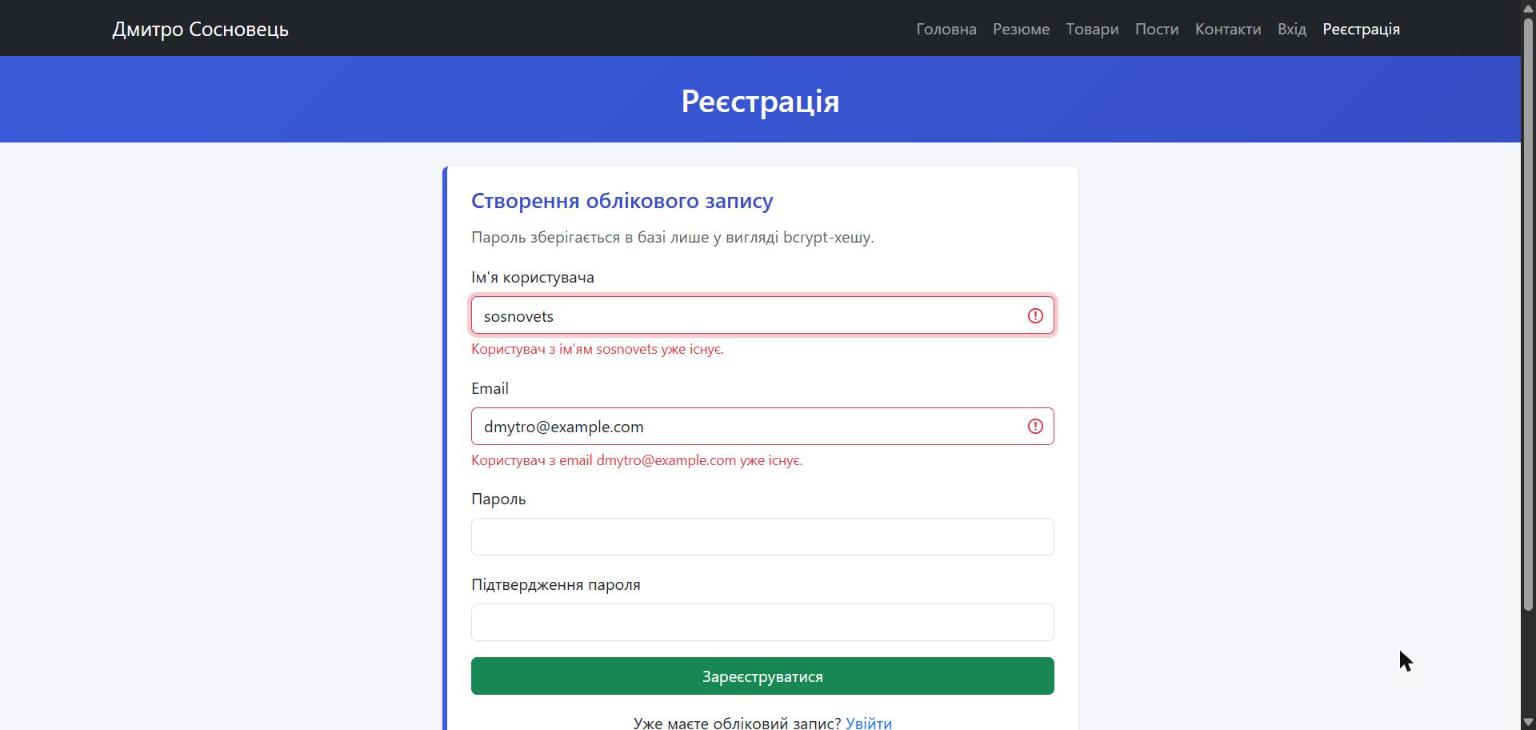 Дмитро Сосновець
Головна Резюме Товари Пости Контакти Вхід Реєстрація
Реєстрація
Створення облікового запису
Пароль зберігається в базі лише у вигляді bcrypt-хешу.
Ім'я користувача
sosnovets
Користувач з ім'ям sosnovets уже існує.
Email
dmytro@example.com
Користувач з email dmytro@example.com уже існує.
Пароль
Підтвердження пароля
Зареєструватися
Уже маєте обліковий запис? Увійти